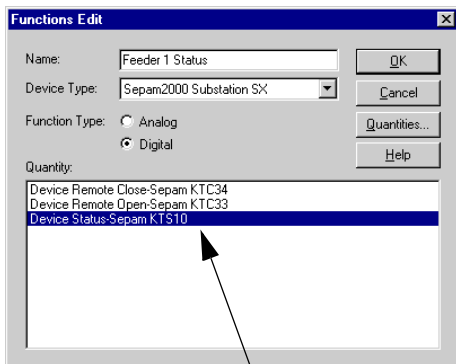 Functions Edit
Name:
Feeder 1 Status
OK
Device Type:
Sepam2000 Substation SX
Cancel
Function Type:
Analog
Quantities...
Digital
Help
Quantity:
Device Remote Close-Sepam KTC34
Device Remote Open-Sepam KTC33
Device Status-Sepam KTS10